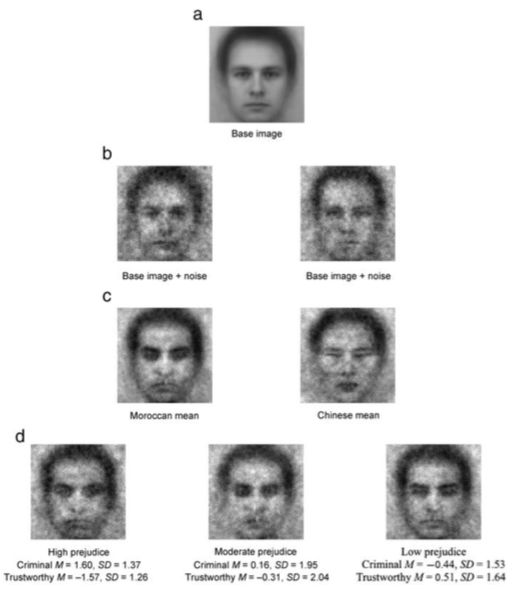 a
Base image
b
Base image + noise
Base image + noise
c
Moroccan mean
Chinese mean
d
High prejudice
Criminal M = 1.60, SD = 1.37
Trustworthy M = –1.57, SD = 1.26
Moderate prejudice
Criminal M = 0.16, SD = 1.95
Trustworthy M = –0.31, SD = 2.04
Low prejudice
Criminal M = −0.44, SD = 1.53
Trustworthy M = 0.51, SD = 1.64